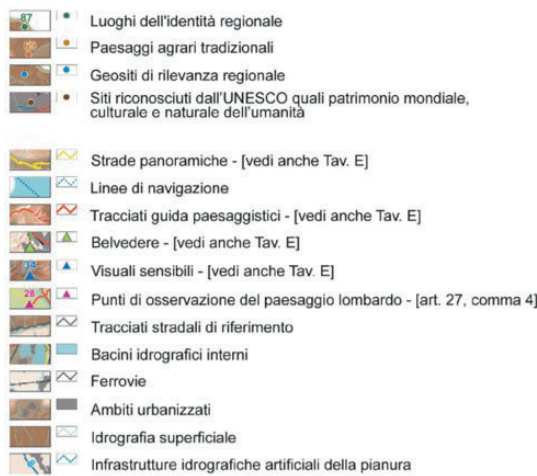 87
Luoghi dell'identità regionale
Paesaggi agrari tradizionali
Geositi di rilevanza regionale
Siti riconosciuti dall'UNESCO quali patrimonio mondiale,
culturale e naturale dell'umanità
Strade panoramiche - [vedi anche Tav. E]
Linee di navigazione
Tracciati guida paesaggistici - [vedi anche Tav. E]
Belvedere - [vedi anche Tav. E]
Visuali sensibili - [vedi anche Tav. E]
28
Punti di osservazione del paesaggio lombardo - [art. 27, comma 4]
Tracciati stradali di riferimento
Bacini idrografici interni
Ferrovie
Ambiti urbanizzati
Idrografia superficiale
Infrastrutture idrografiche artificiali della pianura